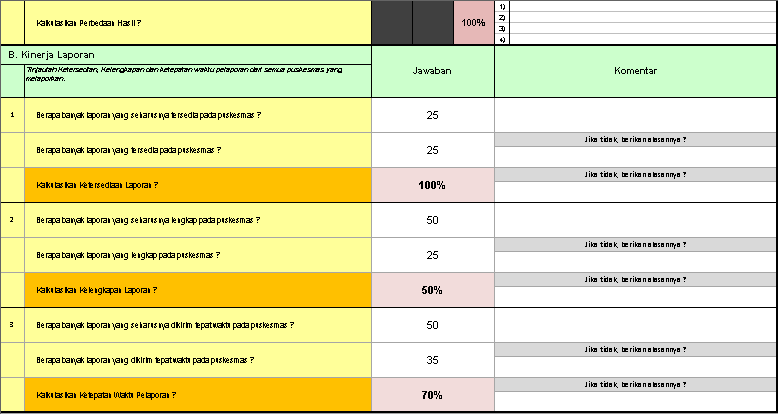 Kalkulasikan Perbedaan Hasil ?
100%
1)
2)
3)
4)
B. Kinerja Laporan
Tinjaulah Ketersedian, Kelengkapan dan ketepatan waktu pelaporan dari semua puskesmas yang
melaporkan.
Jawaban
Komentar
1
Berapa banyak laporan yang seharusnya tersedia pada puskesmas ?
25
Berapa banyak laporan yang tersedia pada puskesmas ?
25
Jika tidak, berikan alasannya ?
Kalkulasikan Ketersediaan Laporan ?
100%
Jika tidak, berikan alasannya ?
2
Berapa banyak laporan yang seharusnya lengkap pada puskesmas ?
50
Berapa banyak laporan yang lengkap pada puskesmas ?
25
Jika tidak, berikan alasannya ?
Kalkulasikan Kelengkapan Laporan ?
50%
Jika tidak, berikan alasannya ?
3
Berapa banyak laporan yang seharusnya dikirim tepat waktu pada puskesmas ?
50
Berapa banyak laporan yang dikirim tepat waktu pada puskesmas ?
35
Jika tidak, berikan alasannya ?
Kalkulasikan Ketepatan Waktu Pelaporan ?
70%
Jika tidak, berikan alasannya ?